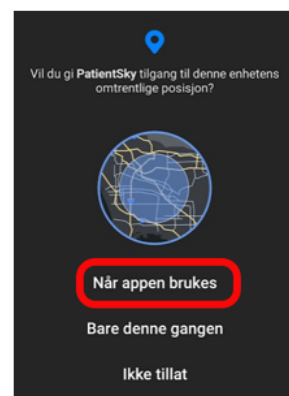 Vil du gi PatientSky tilgang til denne enhetens
omtrentlige posisjon?
Når appen brukes
Bare denne gangen
Ikke tillat